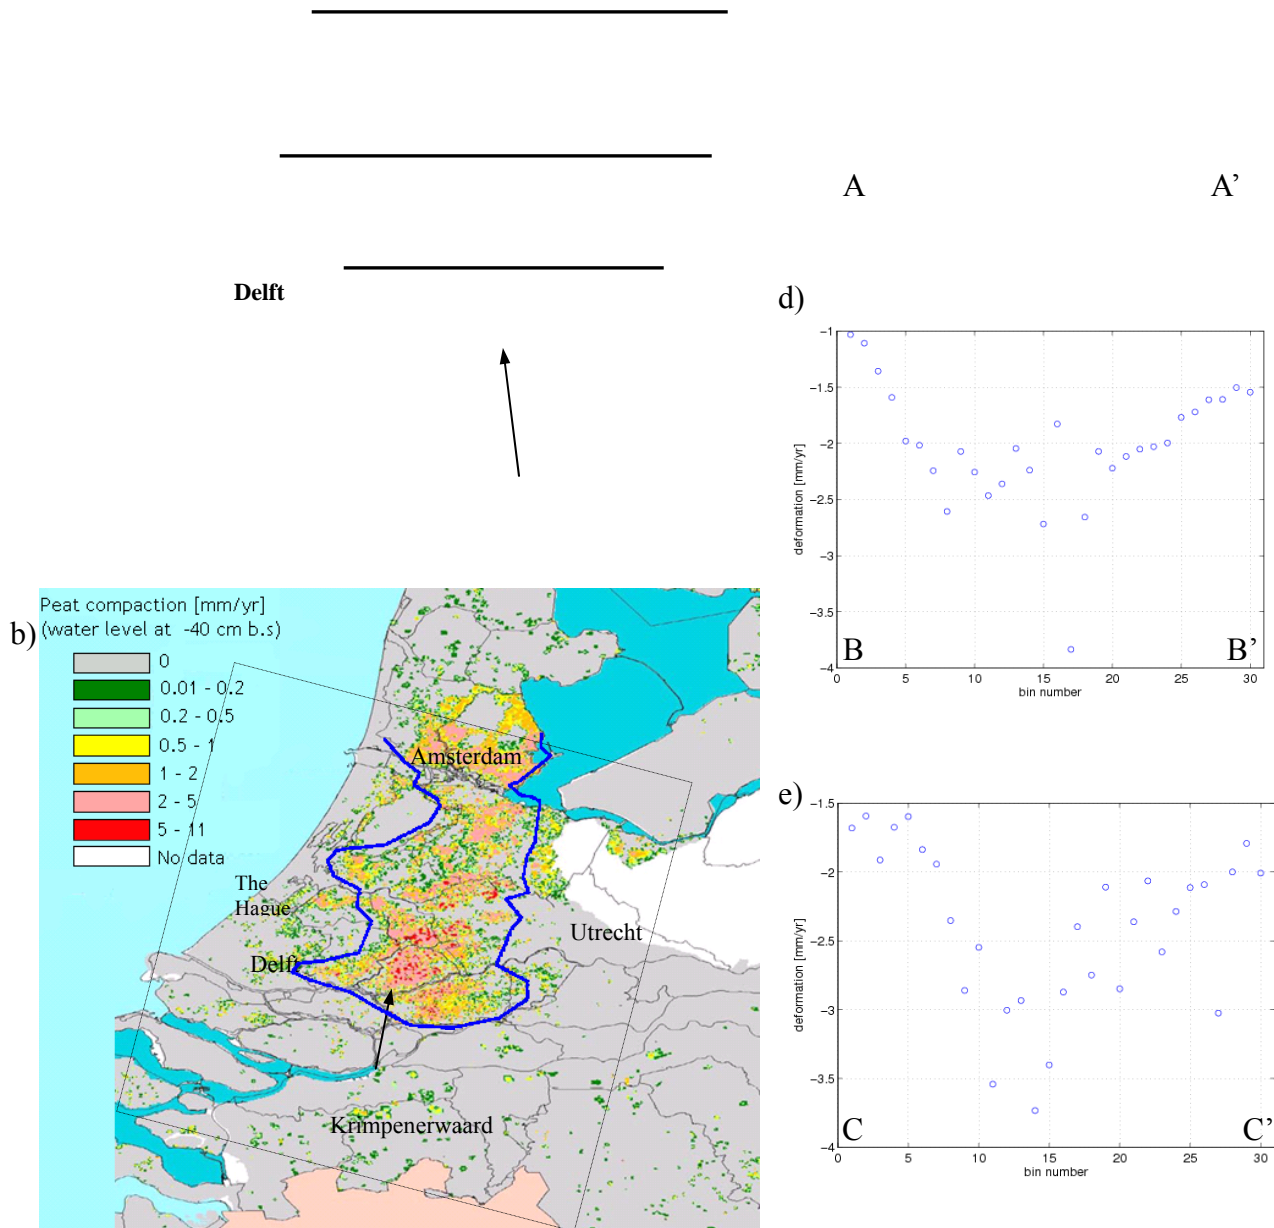 A A’
Delft
d)
−1
−1.5
−2
−2.5
−3
−3.5
−4
deformation [mm/yr]
0 5 10 15 20 25 30
bin number
B B’
b)
Peat compaction [mm/yr]
(water level at -40 cm b.s)
0
0.01 - 0.2
0.2 - 0.5
0.5 - 1
1 - 2
2 - 5
5 - 11
No data
Amsterdam
The
Hague
Utrecht
Delft
Krimpenerwaard
e)
−1.5
−2
−2.5
−3
−3.5
−4
deformation [mm/yr]
0 5 10 15 20 25 30
bin number
C C’